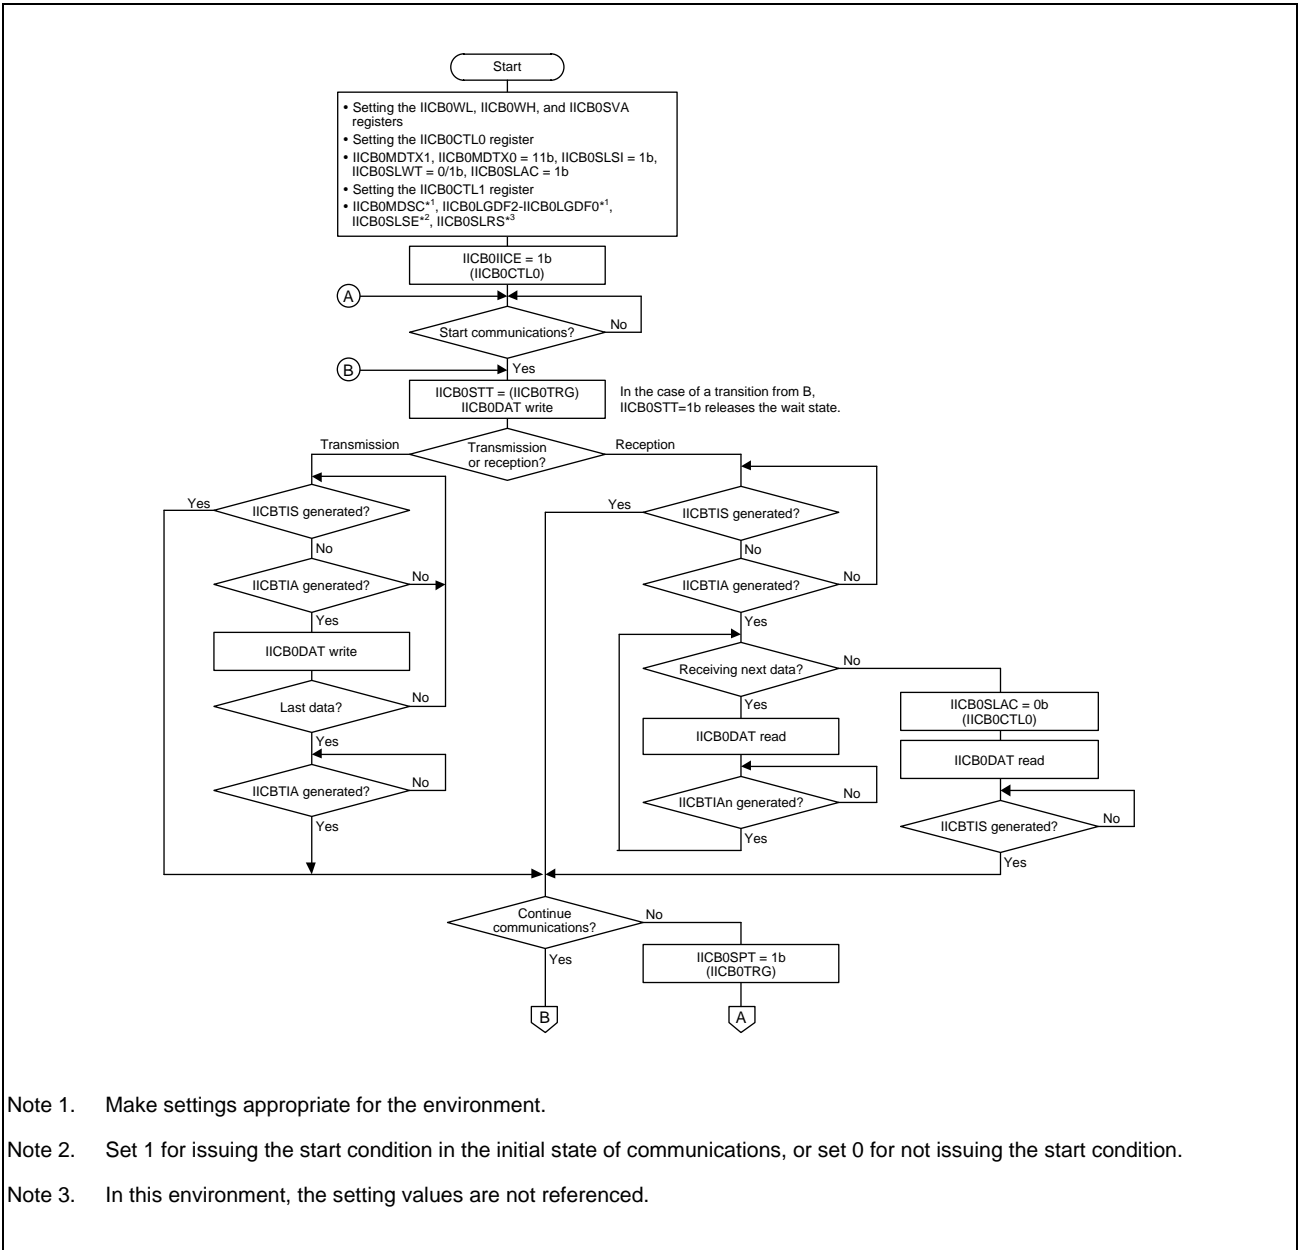 Start
• Setting the IICB0WL, IICB0WH, and IICB0SVA
registers
• Setting the IICB0CTL0 register
• IICB0MDTX1, IICB0MDTX0 = 11b, IICB0SLSI = 1b,
IICB0SLWT = 0/1b, IICB0SLAC = 1b
• Setting the IICB0CTL1 register
• IICB0MDSC*1, IICB0LGDF2-IICB0LGDF0*1,
IICB0SLSE*2, IICB0SLRS*3
IICB0IICE = 1b
(IICB0CTL0)
A
Start communications?
No
Yes
B
IICB0STT = (IICB0TRG)
IICB0DAT write
In the case of a transition from B,
IICB0STT=1b releases the wait state.
Transmission
Transmission
or reception?
Reception
Yes
IICBTIS generated?
No
IICBTIA generated?
No
Yes
IICB0DAT write
Last data?
No
Yes
IICBTIA generated?
No
Yes
Yes
IICBTIS generated?
No
IICBTIA generated?
No
Yes
Receiving next data?
No
Yes
IICB0DAT read
IICBTIAn generated?
No
Yes
IICB0SLAC = 0b
(IICB0CTL0)
IICB0DAT read
IICBTIS generated?
No
Yes
Continue
communications?
No
Yes
IICB0SPT = 1b
(IICB0TRG)
B
A
Note 1. Make settings appropriate for the environment.
Note 2. Set 1 for issuing the start condition in the initial state of communications, or set 0 for not issuing the start condition.
Note 3. In this environment, the setting values are not referenced.